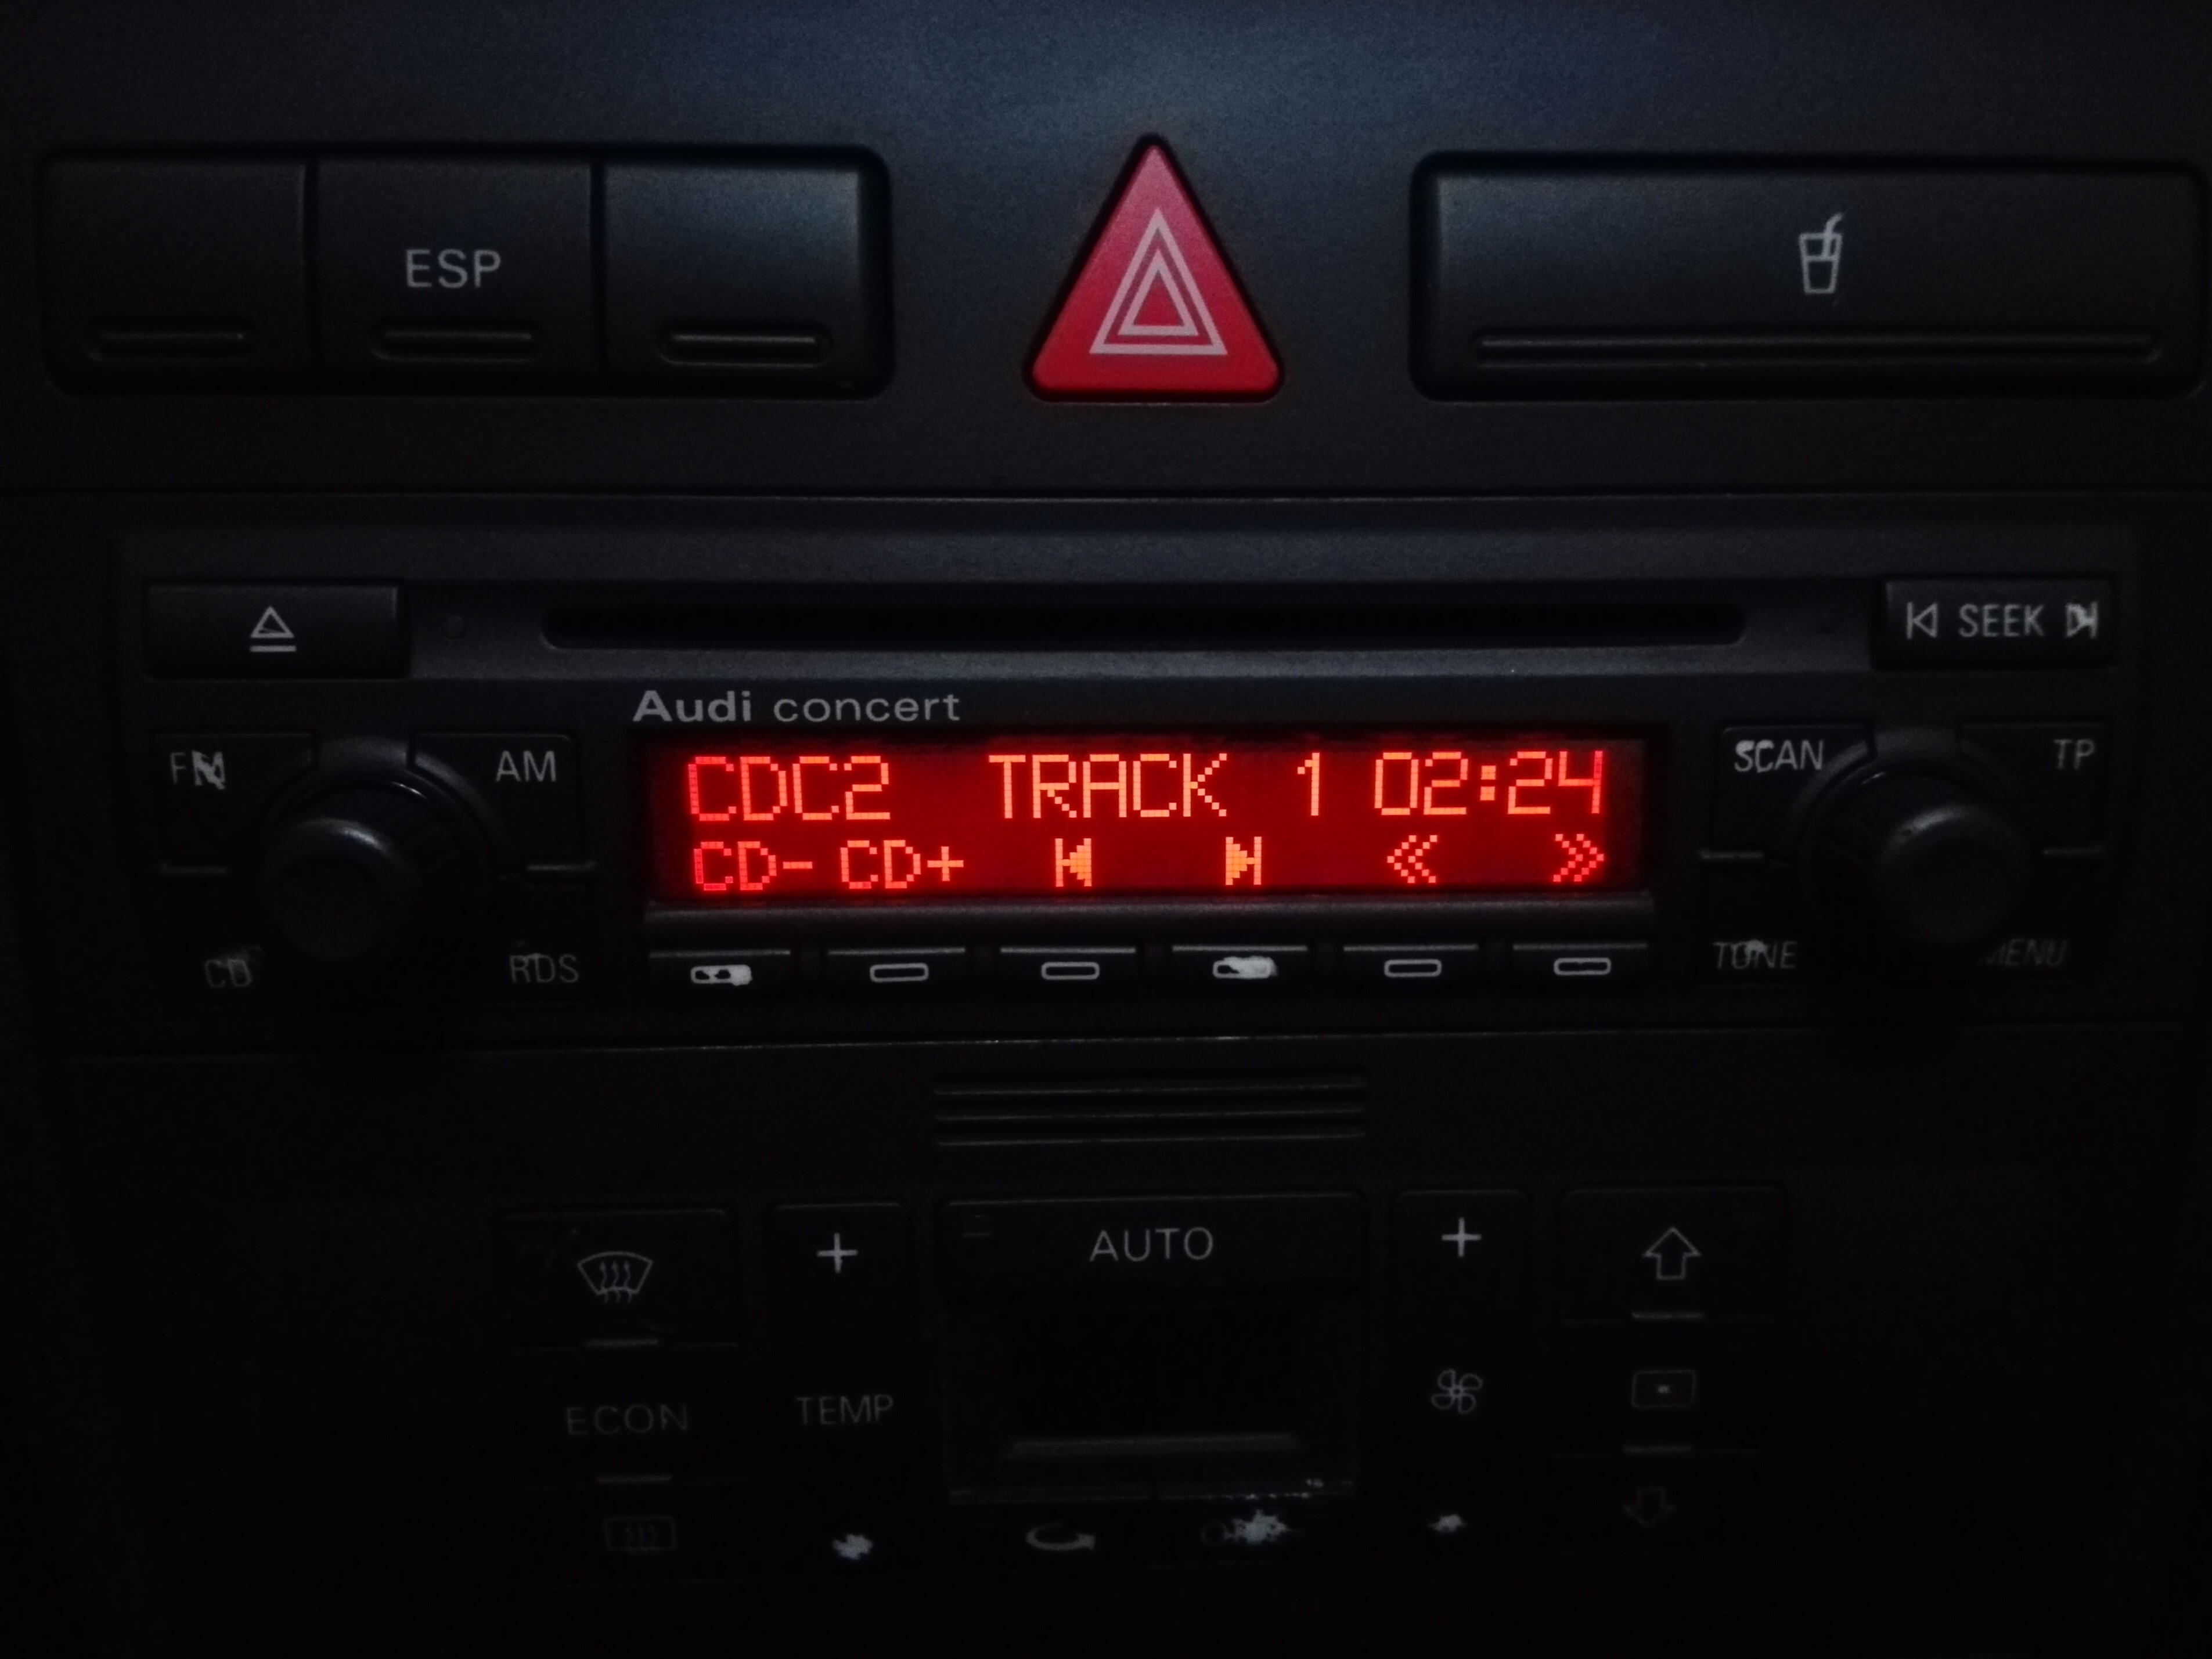 ESP
SEEK
Audi concert
FM AM
CDC2 TRACK 1 02:24
SCAN TP
CD- CD+
CD RDS
TONE MENU
+ AUTO +
ECON TEMP